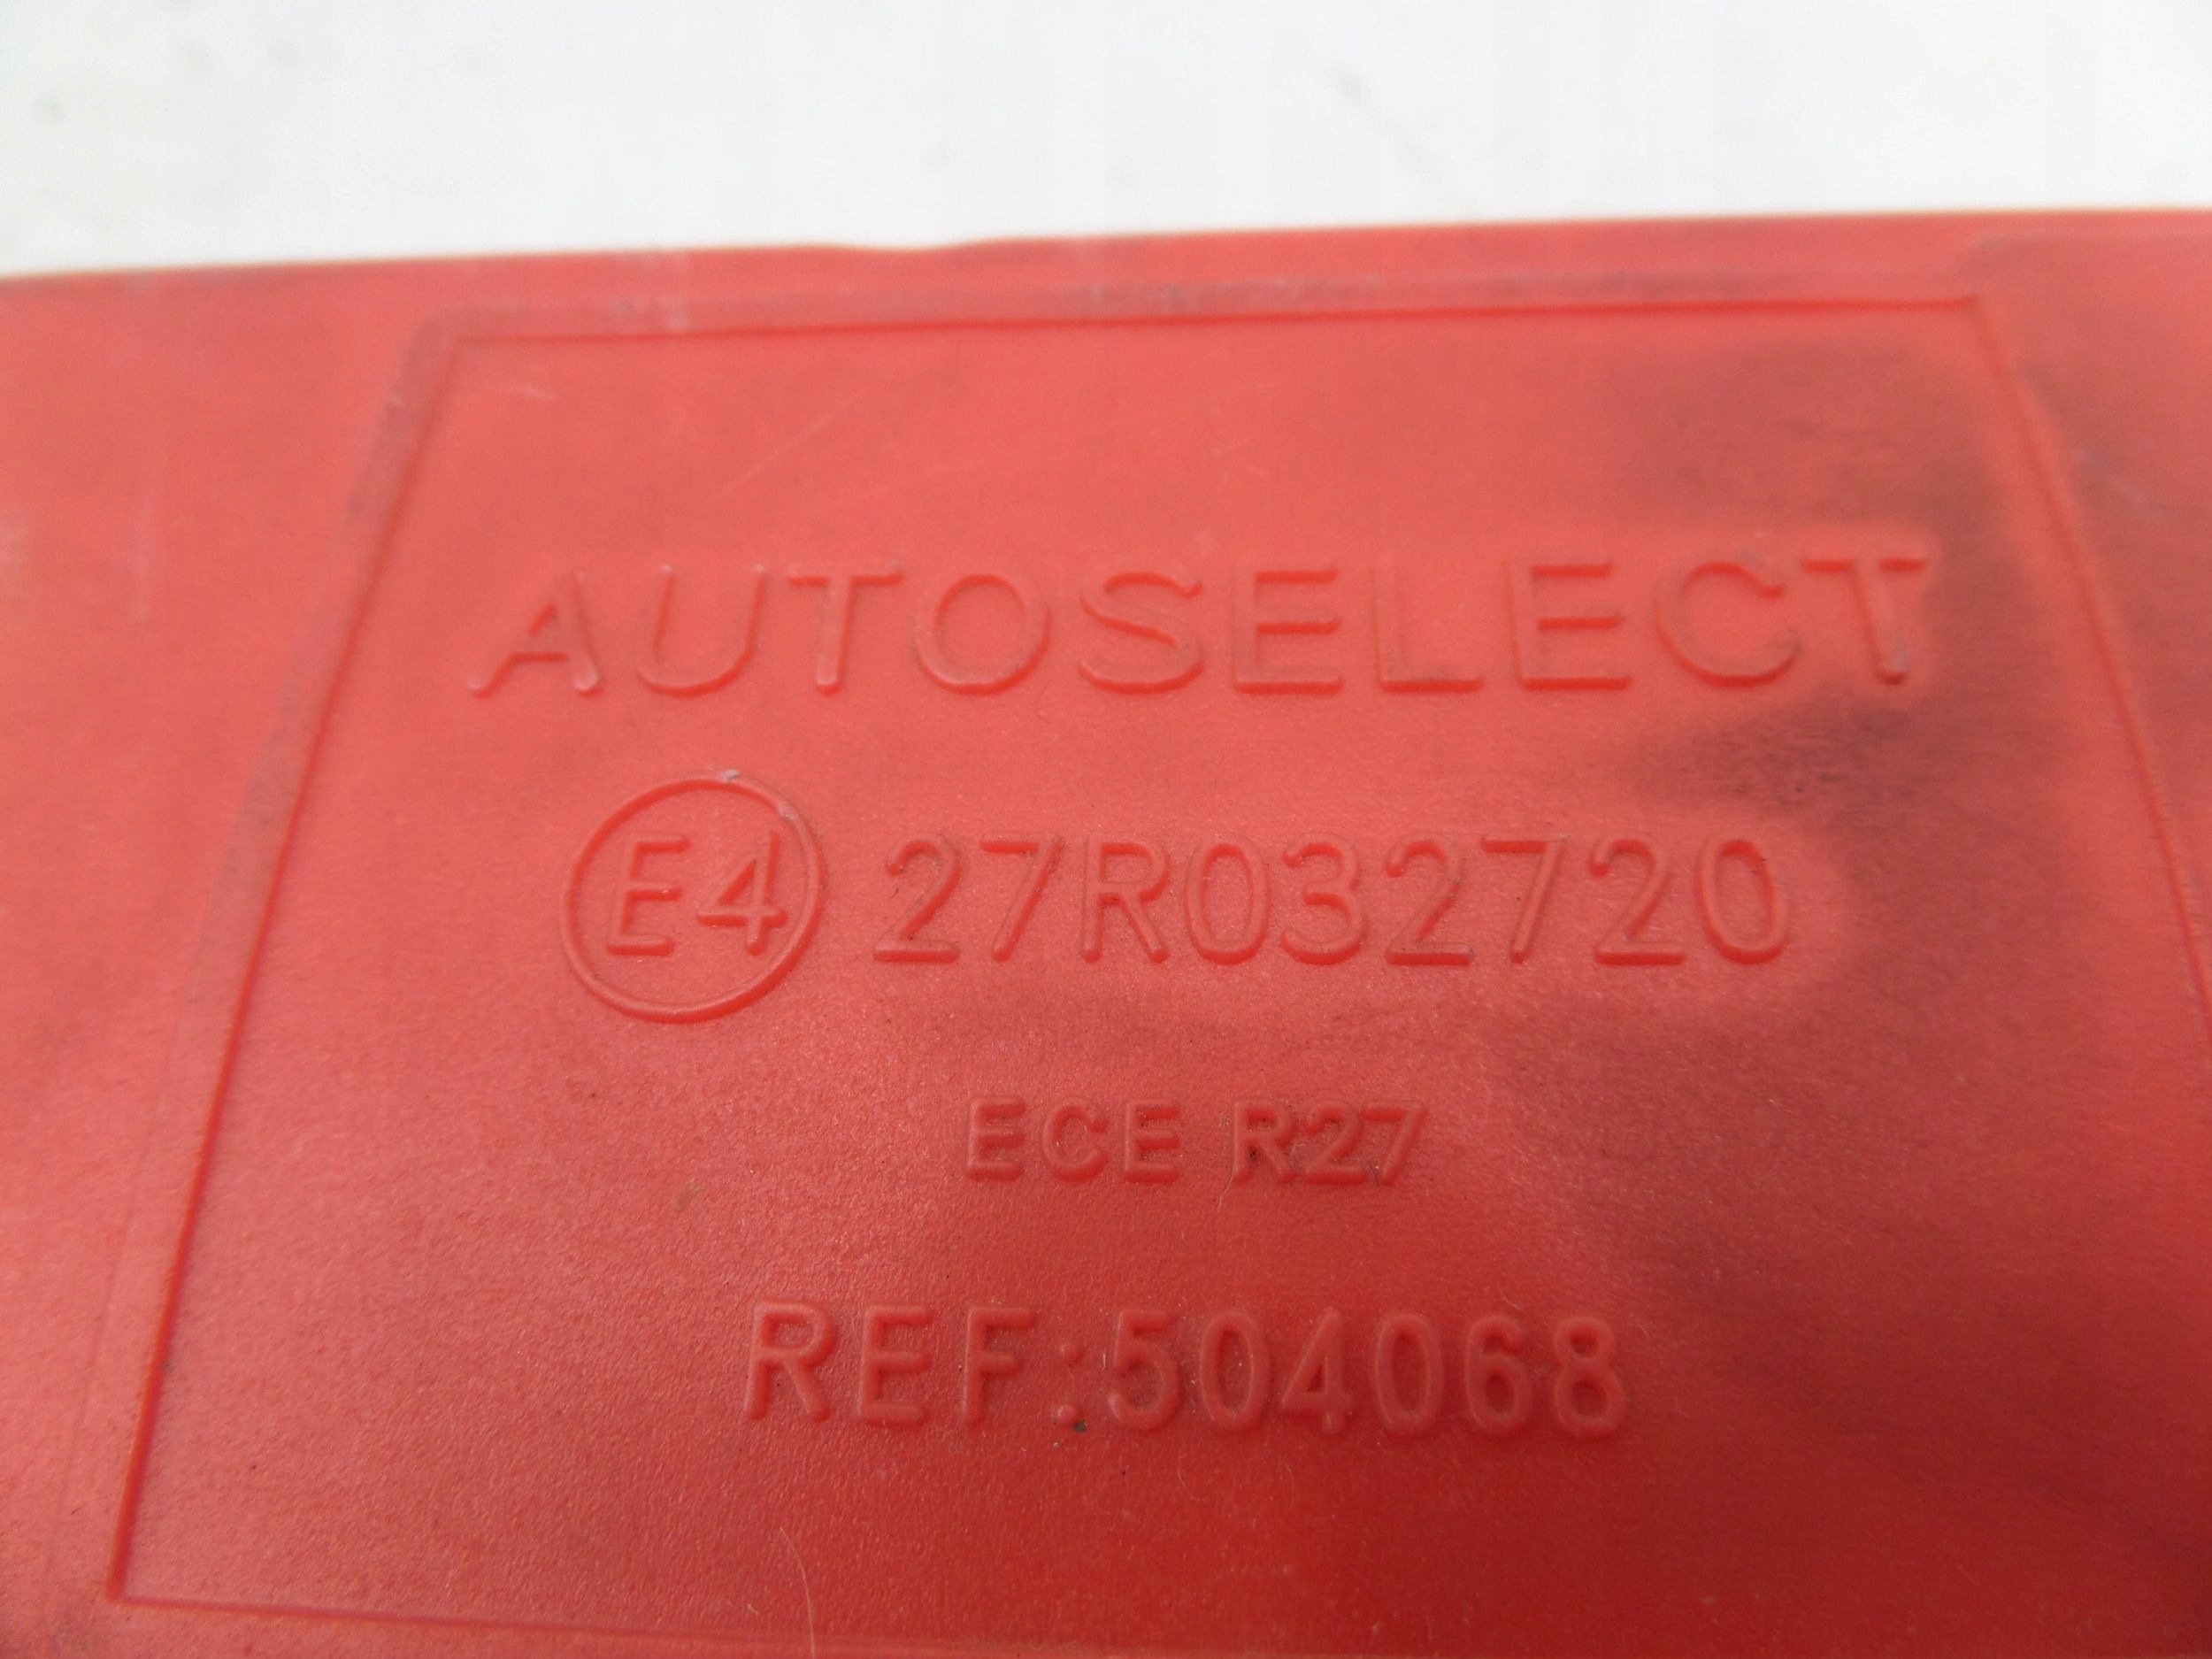 AUTOSELECT
E4 27R032720
ECE R27
REF:504068